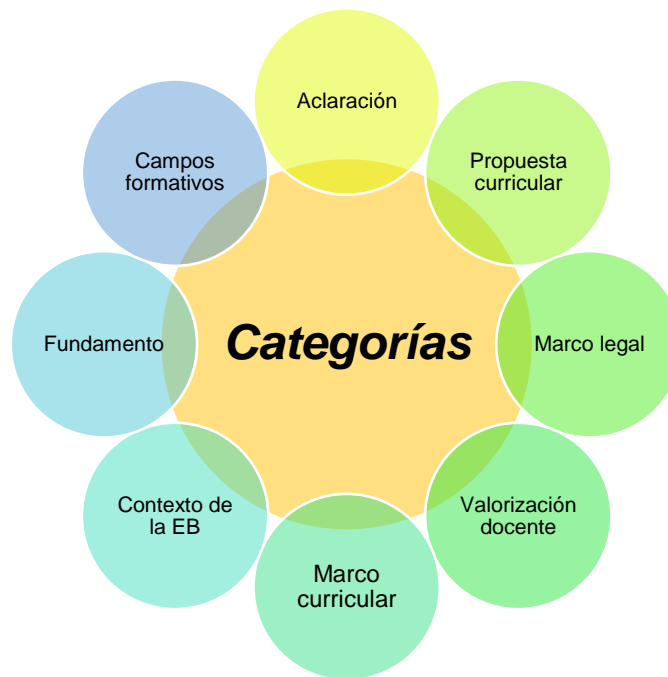 Aclaración
Campos
formativos
Propuesta
curricular
Fundamento
Categorías
Marco legal
Contexto de
la EB
Valorización
docente
Marco
curricular